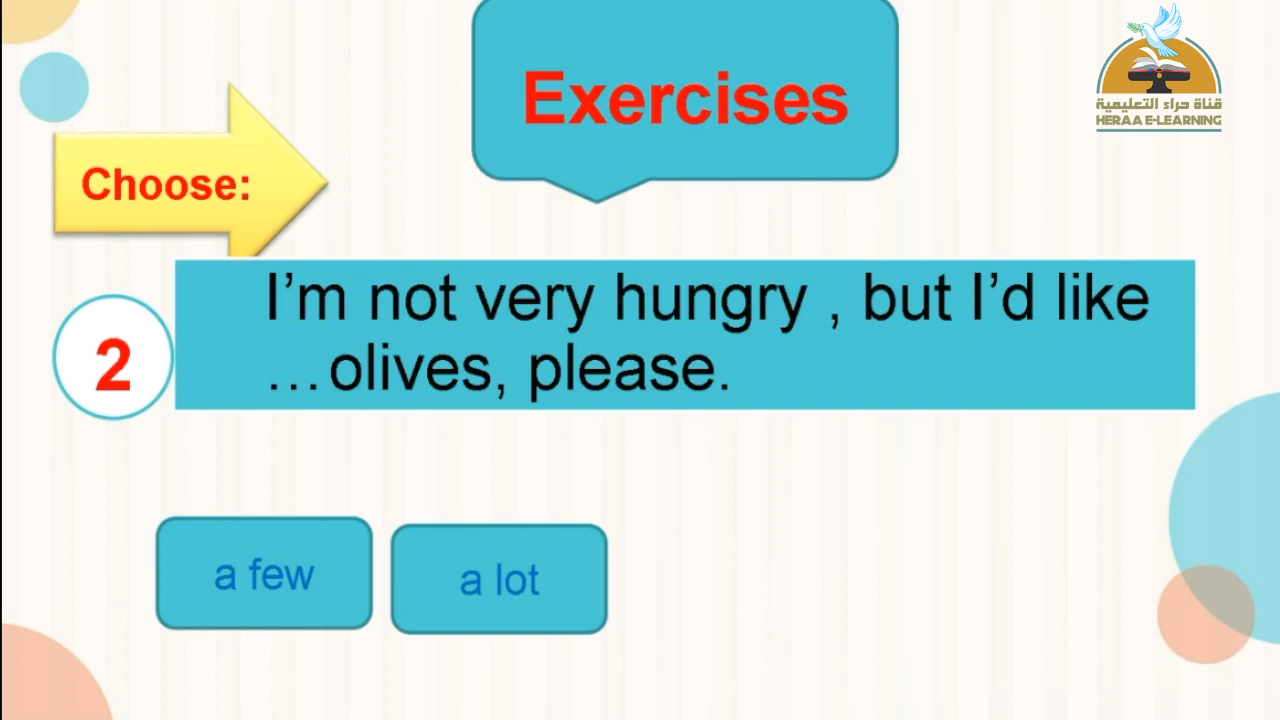 Exercises
قناة حراء التعليمية
HERAA E-LEARNING
Choose:
2
I’m not very hungry , but I’d like
…olives, please.
a few
a lot